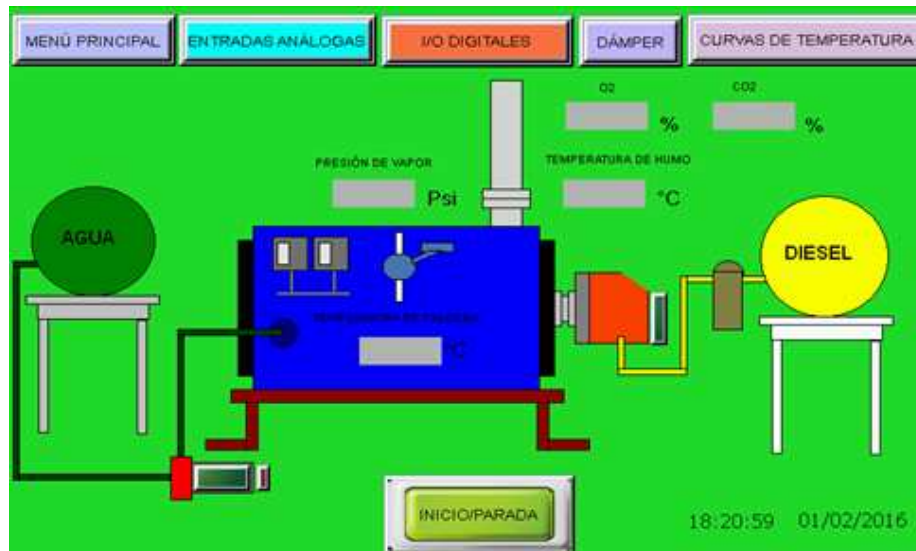 MENÚ PRINCIPAL
ENTRADAS ANÁLOGAS
I/O DIGITALES
DÁMPER
CURVAS DE TEMPERATURA
O2
CO2
%
%
PRESIÓN DE VAPOR
TEMPERATURA DE HUMO
Psi
°C
AGUA
DIESEL
°C
INICIO/PARADA
18:20:59 01/02/2016